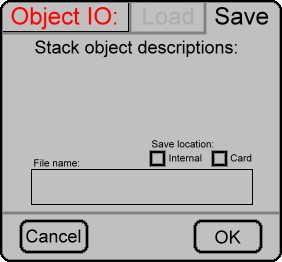 Object IO: Load Save
Stack object descriptions:
Save location:
File name: Internal Card
Cancel OK